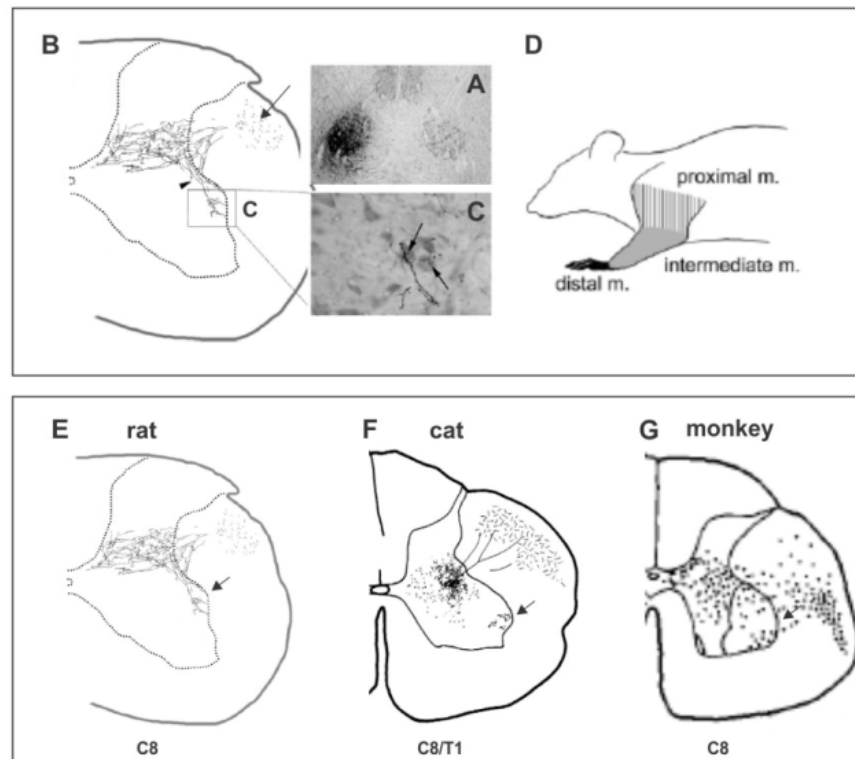 B
A
D
C
C
proximal m.
intermediate m.
distal m.
E rat
F cat
G monkey
C8
C8/T1
C8